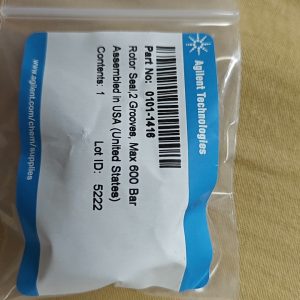 Agilent Technologies
Part No: 0101-1416
Rotor Seal,2 Grooves, Max 600 Bar
Assembled in USA (United States)
Contents: 1
Lot ID: 5222
www.agilent.com/chem/supplies